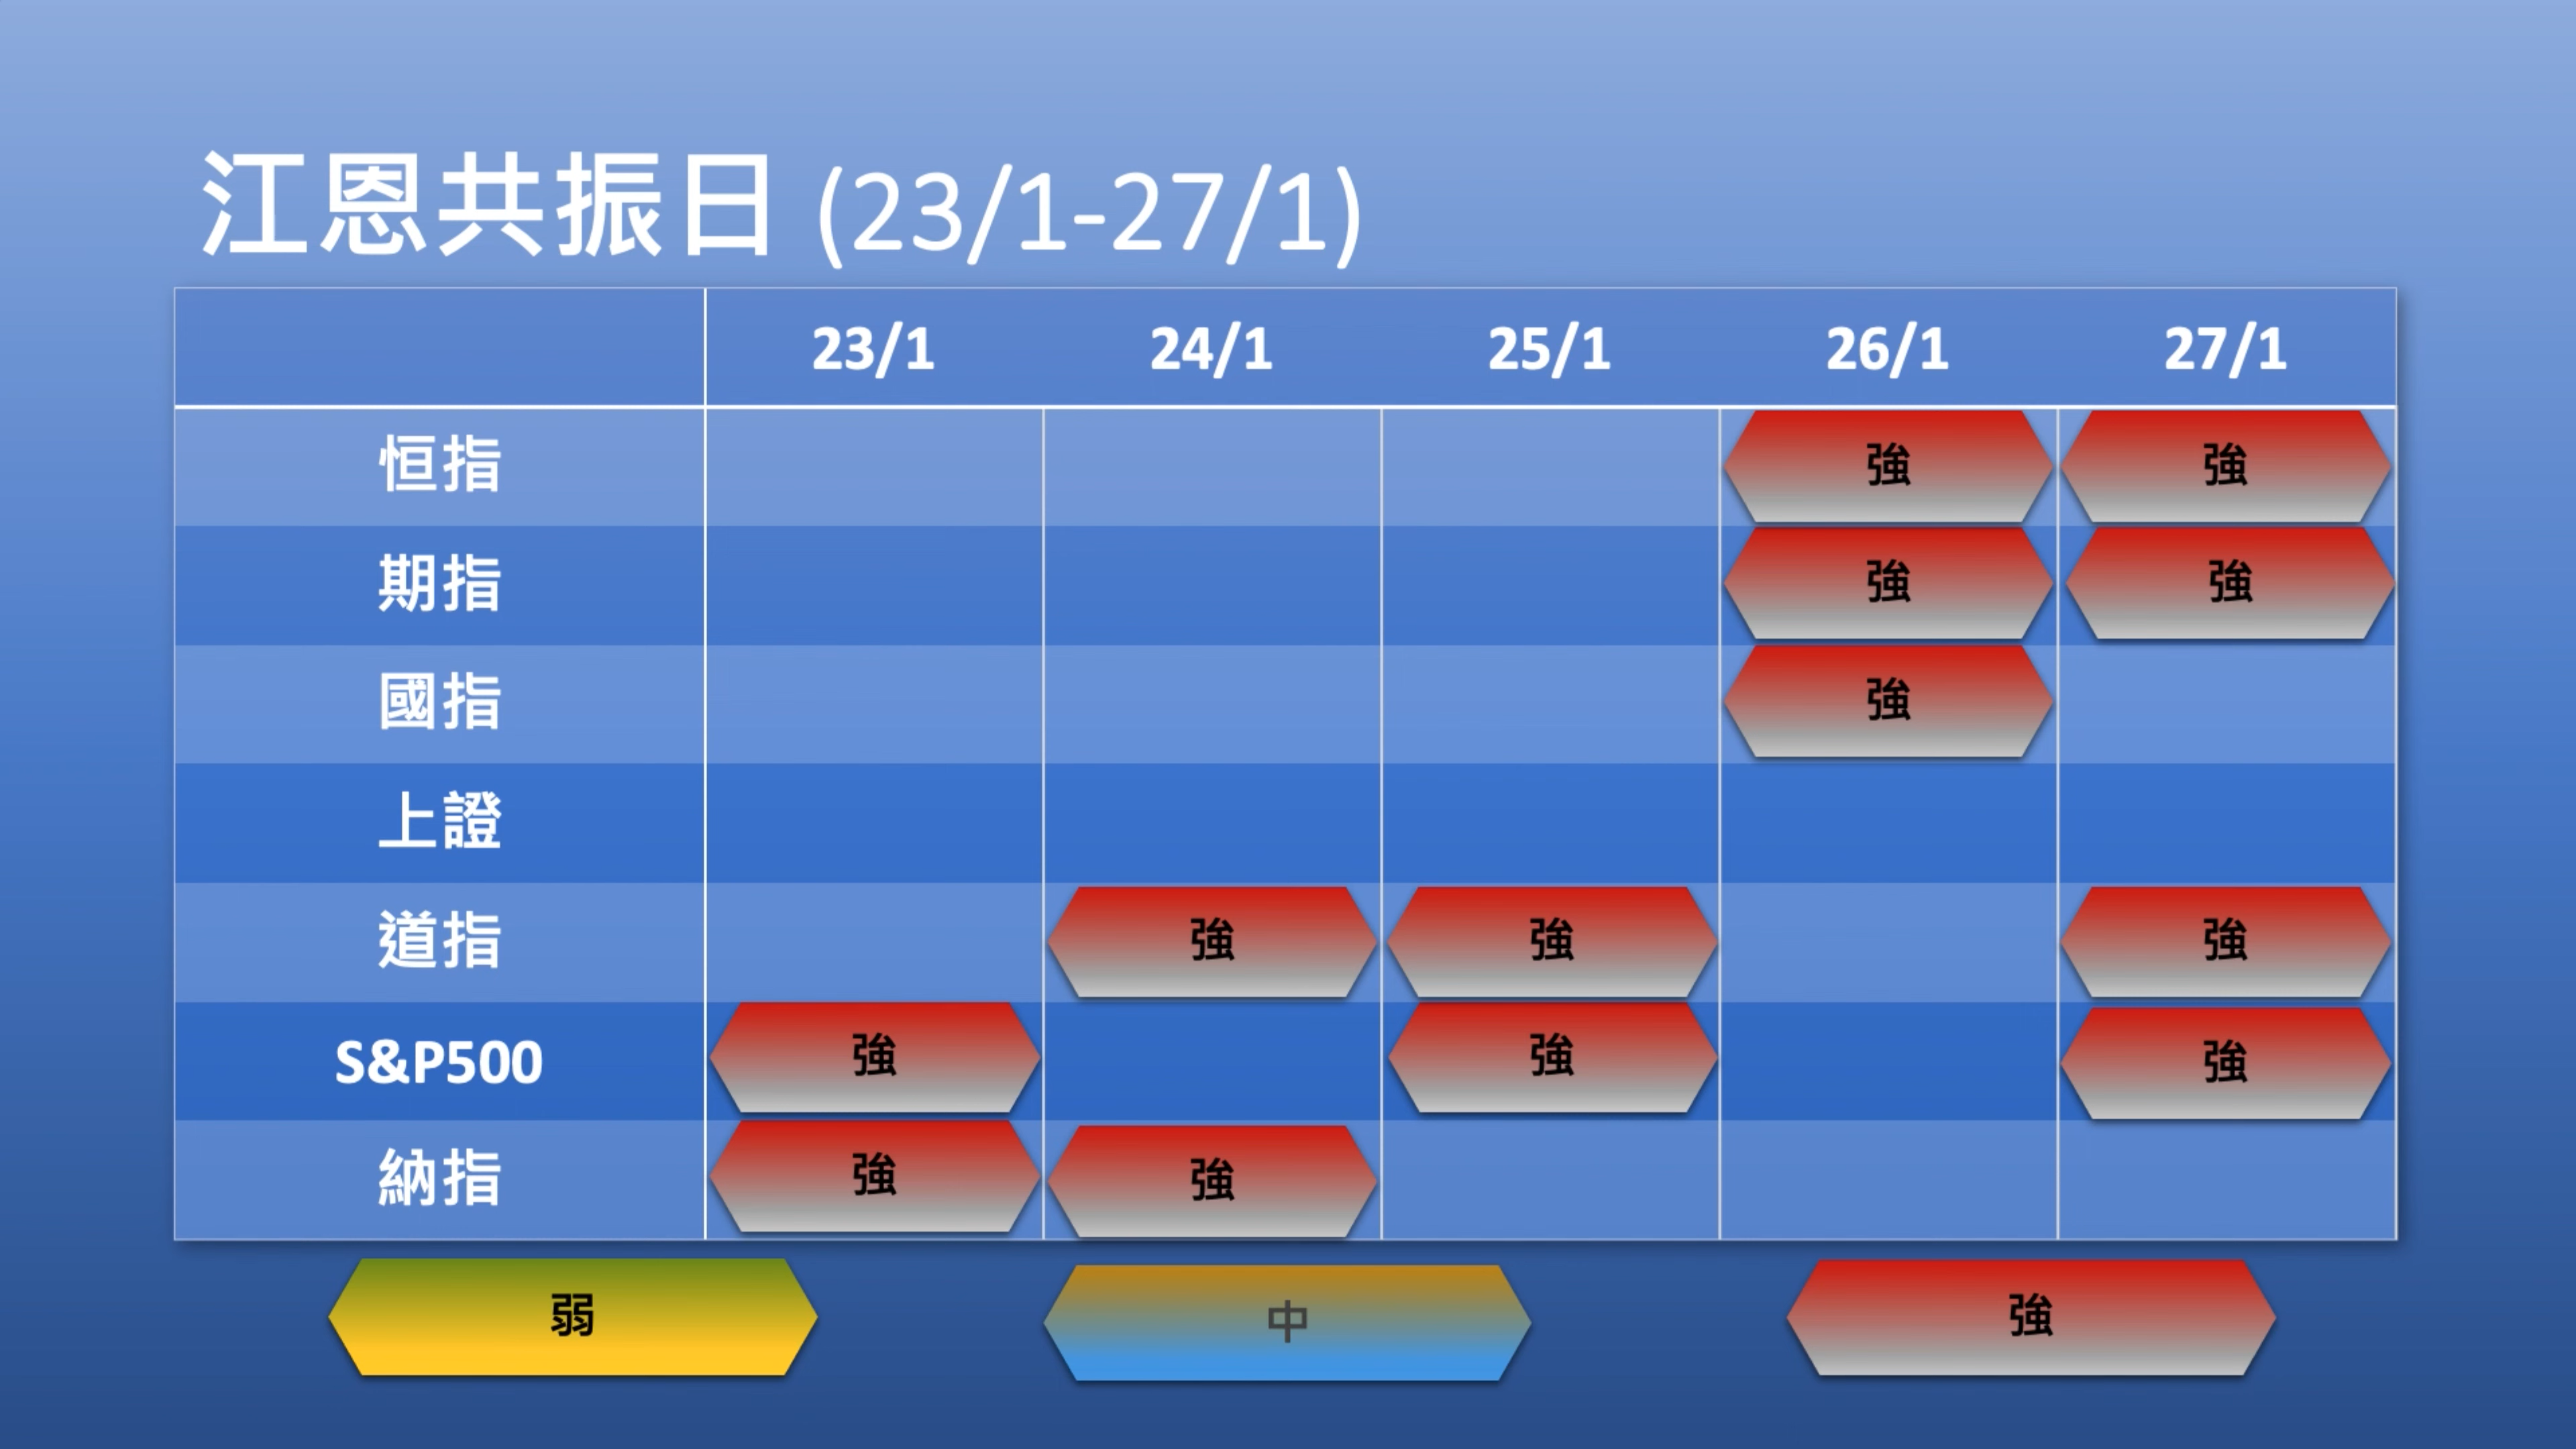 江恩共振日 (23/1-27/1)
23/1 24/1 25/1 26/1 27/1
恒指 強 強
期指 強 強
國指 強
上證
道指 強 強 強
S&P500 強 強 強
納指 強 強
弱 中 強